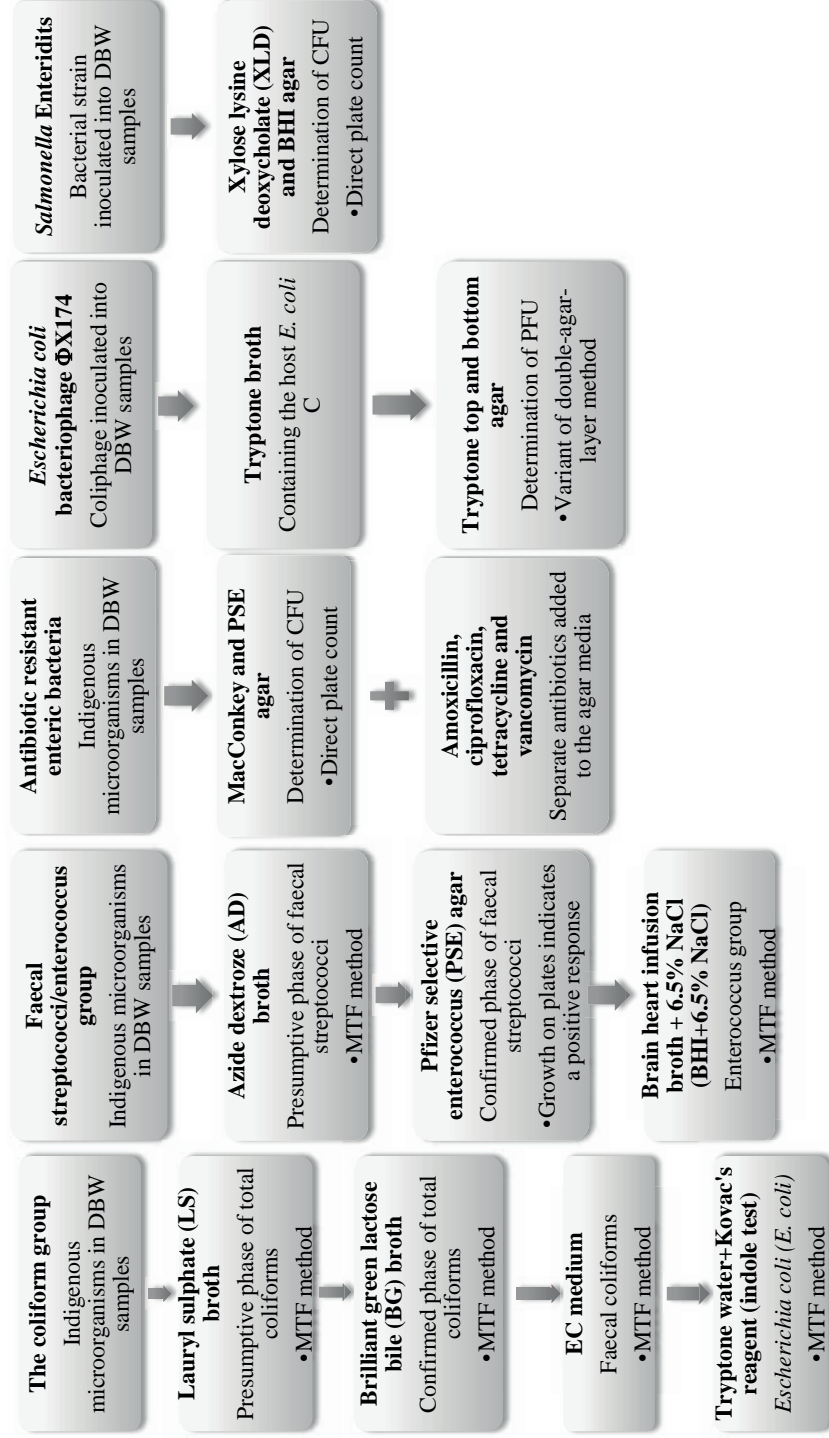 The coliform group
Indigenous
microorganisms in DBW
samples
Lauryl sulphate (LS)
broth
Presumptive phase of total
coliforms
•MTF method
Brilliant green lactose
bile (BG) broth
Confirmed phase of total
coliforms
•MTF method
EC medium
Faecal coliforms
•MTF method
Tryptone water+Kovac's
reagent (indole test)
Escherichia coli (E. coli)
•MTF method
Faecal
streptococci/enterococcus
group
Indigenous microorganisms
in DBW samples
Azide dextroze (AD)
broth
Presumptive phase of faecal
streptococci
•MTF method
Pfizer selective
enterococcus (PSE) agar
Confirmed phase of faecal
streptococci
•Growth on plates indicates
a positive response
Brain heart infusion
broth + 6.5% NaCl
(BHI+6.5% NaCl)
Enterococcus group
•MTF method
Antibiotic resistant
enteric bacteria
Indigenous
microorganisms in DBW
samples
MacConkey and PSE
agar
Determination of CFU
•Direct plate count
Amoxicillin,
ciprofloxacin,
tetracycline and
vancomycin
Separate antibiotics added
to the agar media
Escherichia coli
bacteriophage ΦX174
Coliphage inoculated into
DBW samples
Tryptone broth
Containing the host E. coli
C
Tryptone top and bottom
agar
Determination of PFU
•Variant of double-agar-
layer method
Salmonella Enteridits
Bacterial strain
inoculated into DBW
samples
Xylose lysine
deoxycholate (XLD)
and BHI agar
Determination of CFU
•Direct plate count